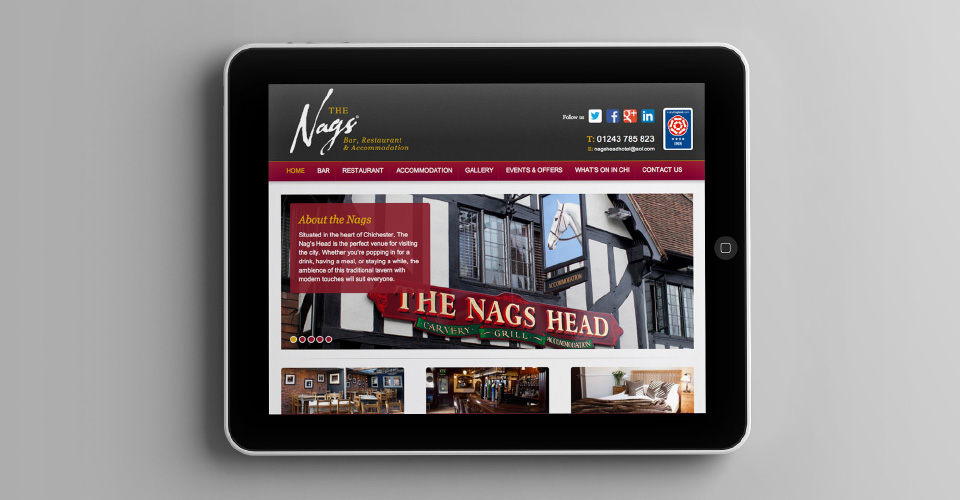 THE
Nags
Bar, Restaurant
& Accommodation
Follow us
T: 01243 785 823
E: nagsheadhotel@aol.com
INN
HOME BAR RESTAURANT ACCOMMODATION GALLERY EVENTS & OFFERS WHAT'S ON IN CHI CONTACT US
About the Nags
Situated in the heart of Chichester, The
Nag's Head is the perfect venue for visiting
the city. Whether you're popping in for a
drink, having a meal, or staying a while, the
ambience of this traditional tavern with
modern touches will suit everyone.
ACCOMMODATION
THE NAGS HEAD
CARVERY GRILL ACCOMMODATION